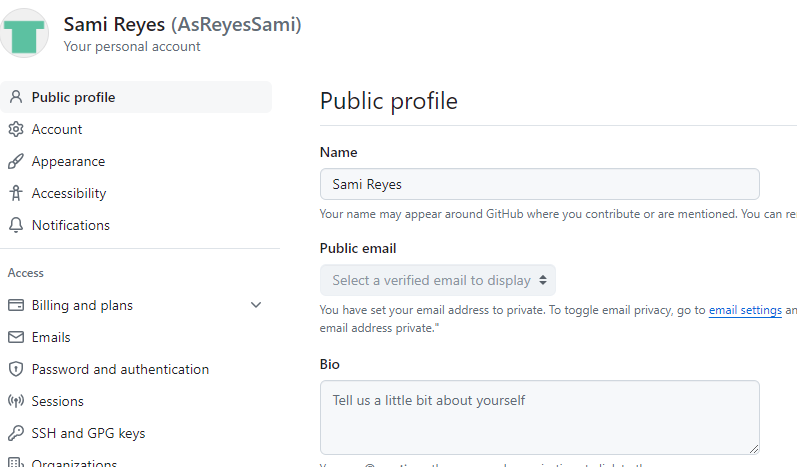 Sami Reyes (AsReyesSami)
Your personal account
Public profile
Account
Appearance
Accessibility
Notifications
Access
Billing and plans
Emails
Password and authentication
Sessions
SSH and GPG keys
Organizations
Public profile
Name
Sami Reyes
Your name may appear around GitHub where you contribute or are mentioned. You can re
Public email
Select a verified email to display
You have set your email address to private. To toggle email privacy, go to email settings an
email address private."
Bio
Tell us a little bit about yourself